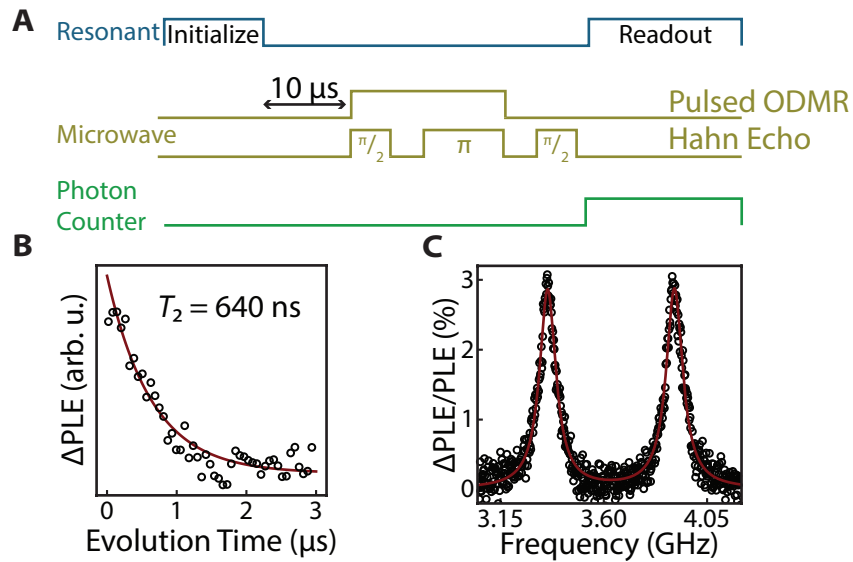 A
Resonant
Initialize
Readout
10 μs
Pulsed ODMR
Microwave
π/2
π
π/2
Hahn Echo
Photon
Counter
B
C
T2 = 640 ns
ΔPLE (arb. u.)
0 1 2 3
Evolution Time (μs)
ΔPLE/PLE (%)
3
2
1
0
3.15 3.60 4.05
Frequency (GHz)